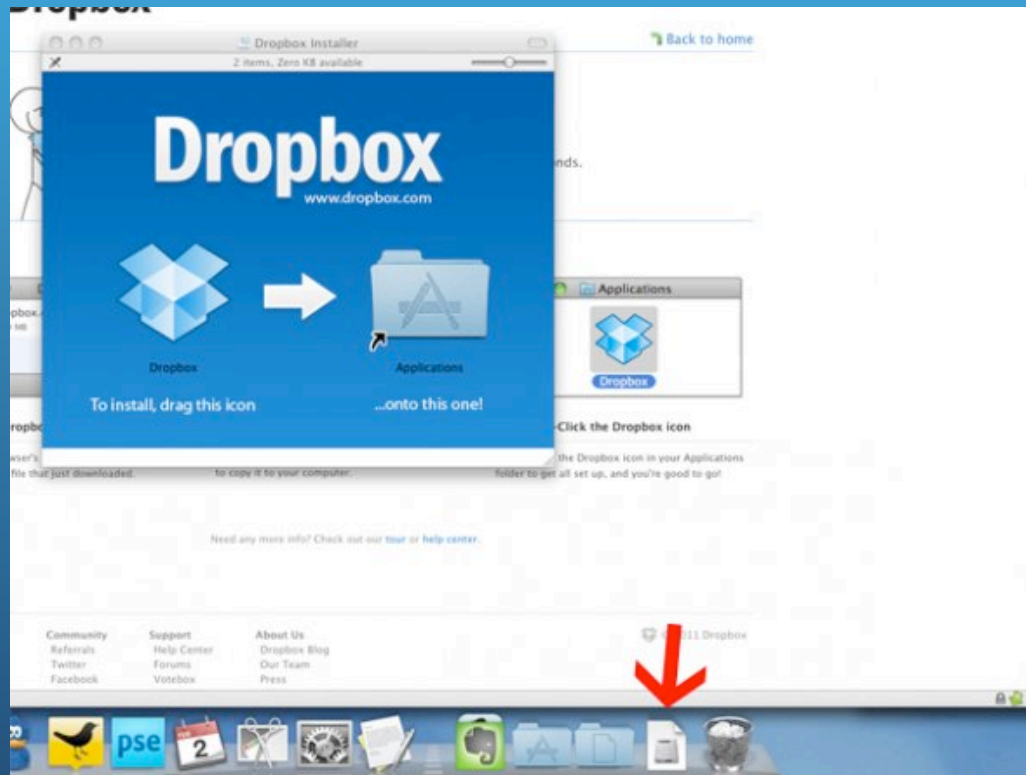 Dropbox
Dropbox Installer
Back to home
2 items, Zero KB available
Dropbox
www.dropbox.com
Dropbox
Applications
To install, drag this icon
...onto this one!
Applications
Dropbox
Click the Dropbox icon
the Dropbox icon in your Applications
file that just downloaded.
to copy it to your computer.
folder to get all set up, and you're good to go!
Need any more info? Check out our tour or help center.
Community
Support
About Us
Referrals
Help Center
Dropbox Blog
Twitter
Forums
Our Team
Facebook
Votebox
Press
2011 Dropbox
pse
2